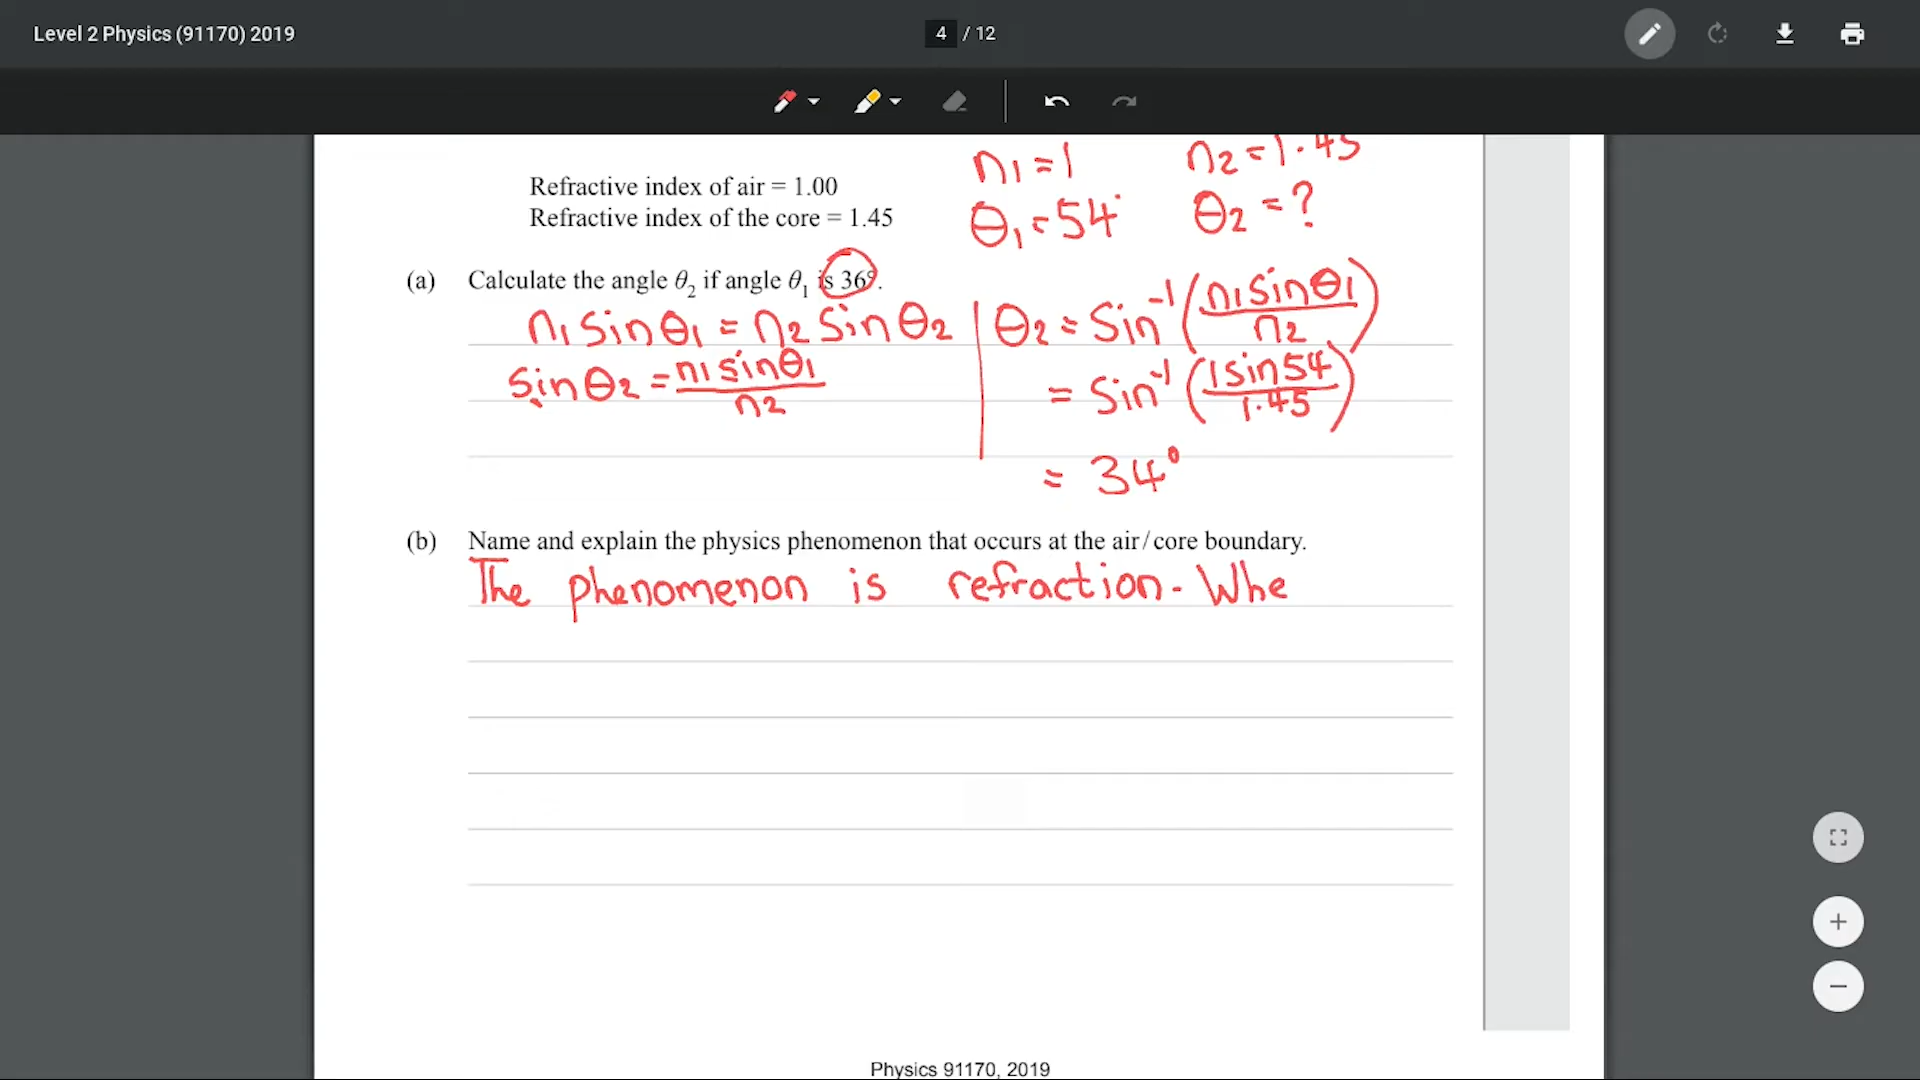 Level 2 Physics (91170) 2019
4 / 12
n₁ = 1 n₂ = 1.45
Refractive index of air = 1.00
Refractive index of the core = 1.45
θ₁ = 54° θ₂ = ?
(a) Calculate the angle θ₂ if angle θ₁ is 36°.
n₁ sin θ₁ = n₂ sin θ₂
sin θ₂ = n₁ sin θ₁ / n₂
θ₂ = sin⁻¹ (n₁ sin θ₁ / n₂)
= sin⁻¹ (1 sin 54 / 1.45)
= 34°
(b) Name and explain the physics phenomenon that occurs at the air / core boundary.
The phenomenon is refraction. Whe
Physics 91170, 2019